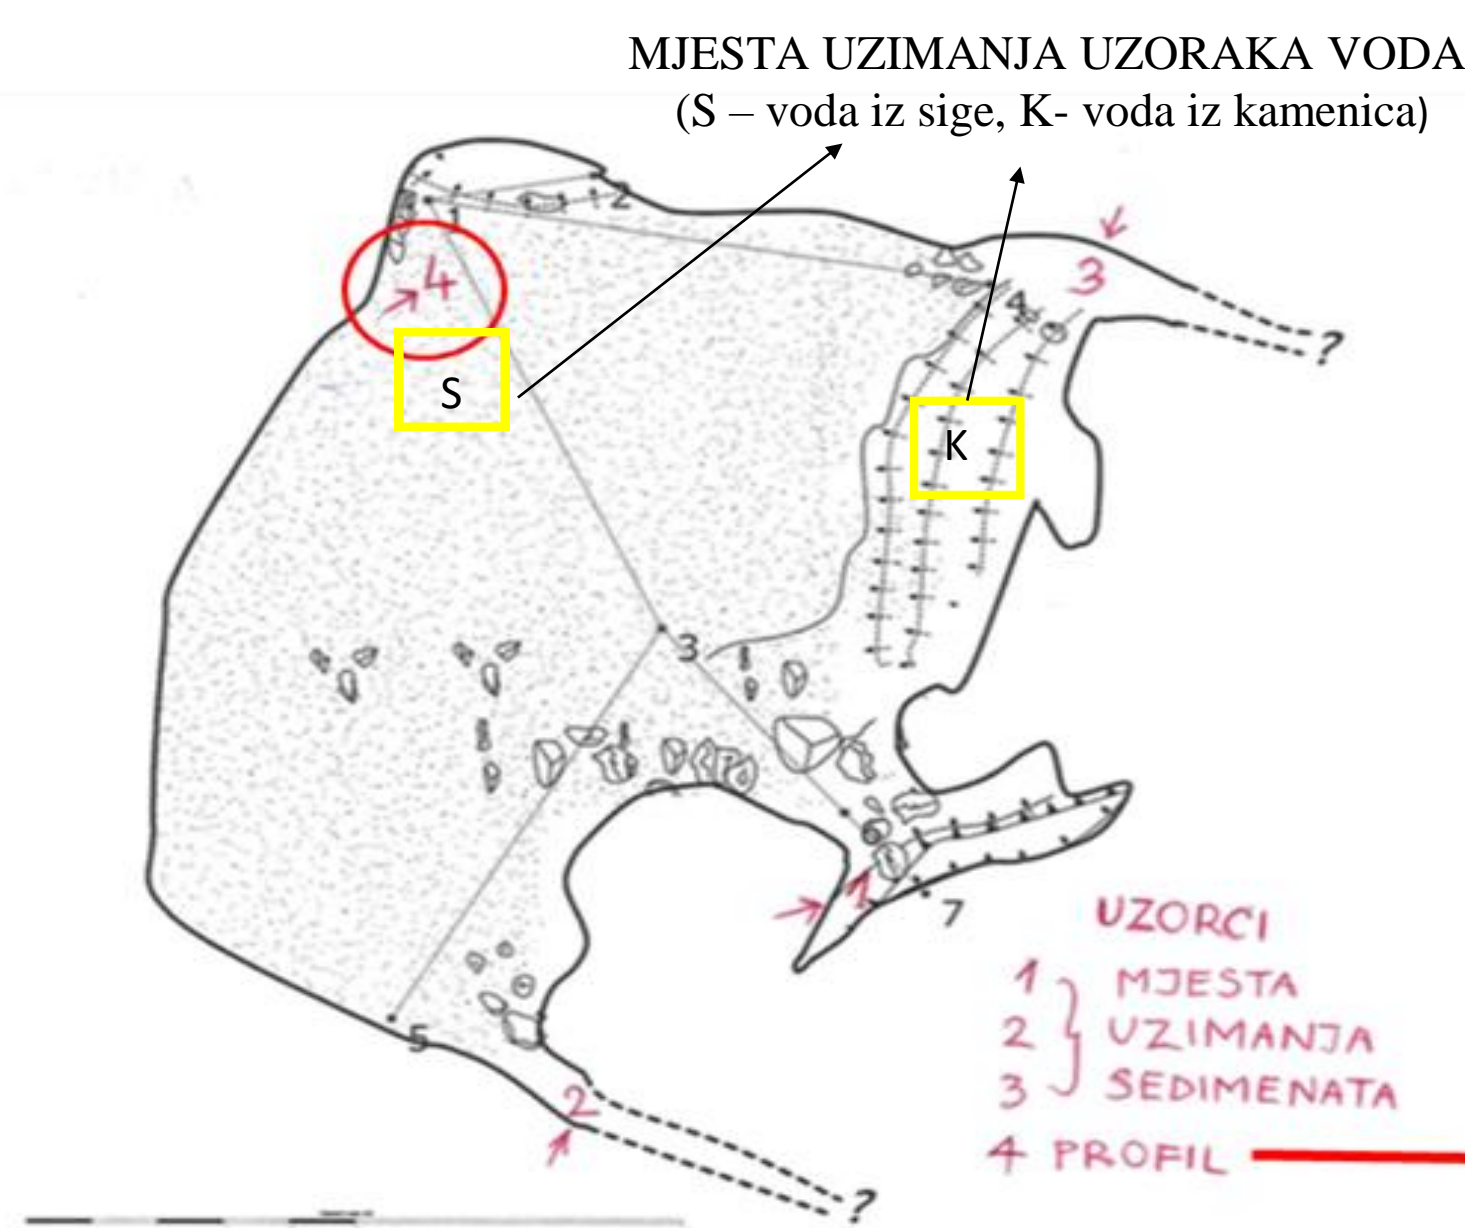 MJESTA UZIMANJA UZORAKA VODA
(S – voda iz sige, K- voda iz kamenica)
2
1
3
4
4
S
K
3
?
1
7
UZORCI
1 MJESTA
2 UZIMANJA
3 SEDIMENATA
4 PROFIL
5
2
?